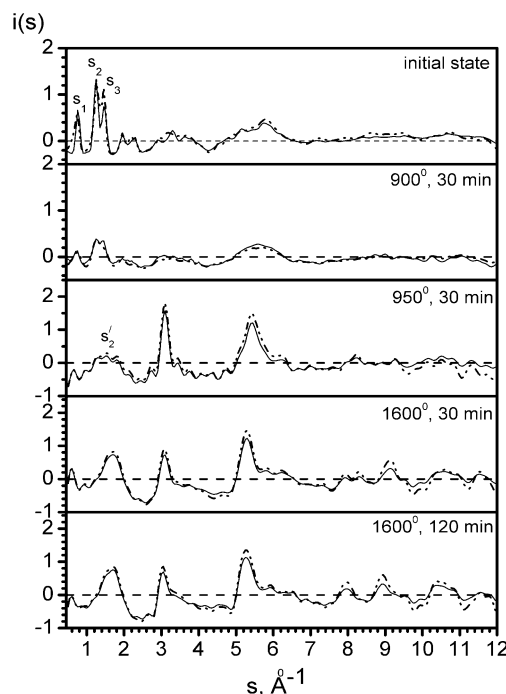 i(s)
2
1
0
s1
s2
s3
initial state
2
1
0
900⁰, 30 min
2
1
0
-1
s2′
950⁰, 30 min
2
1
0
-1
1600⁰, 30 min
2
1
0
-1
1600⁰, 120 min
1 2 3 4 5 6 7 8 9 10 11 12
s, Å⁻¹